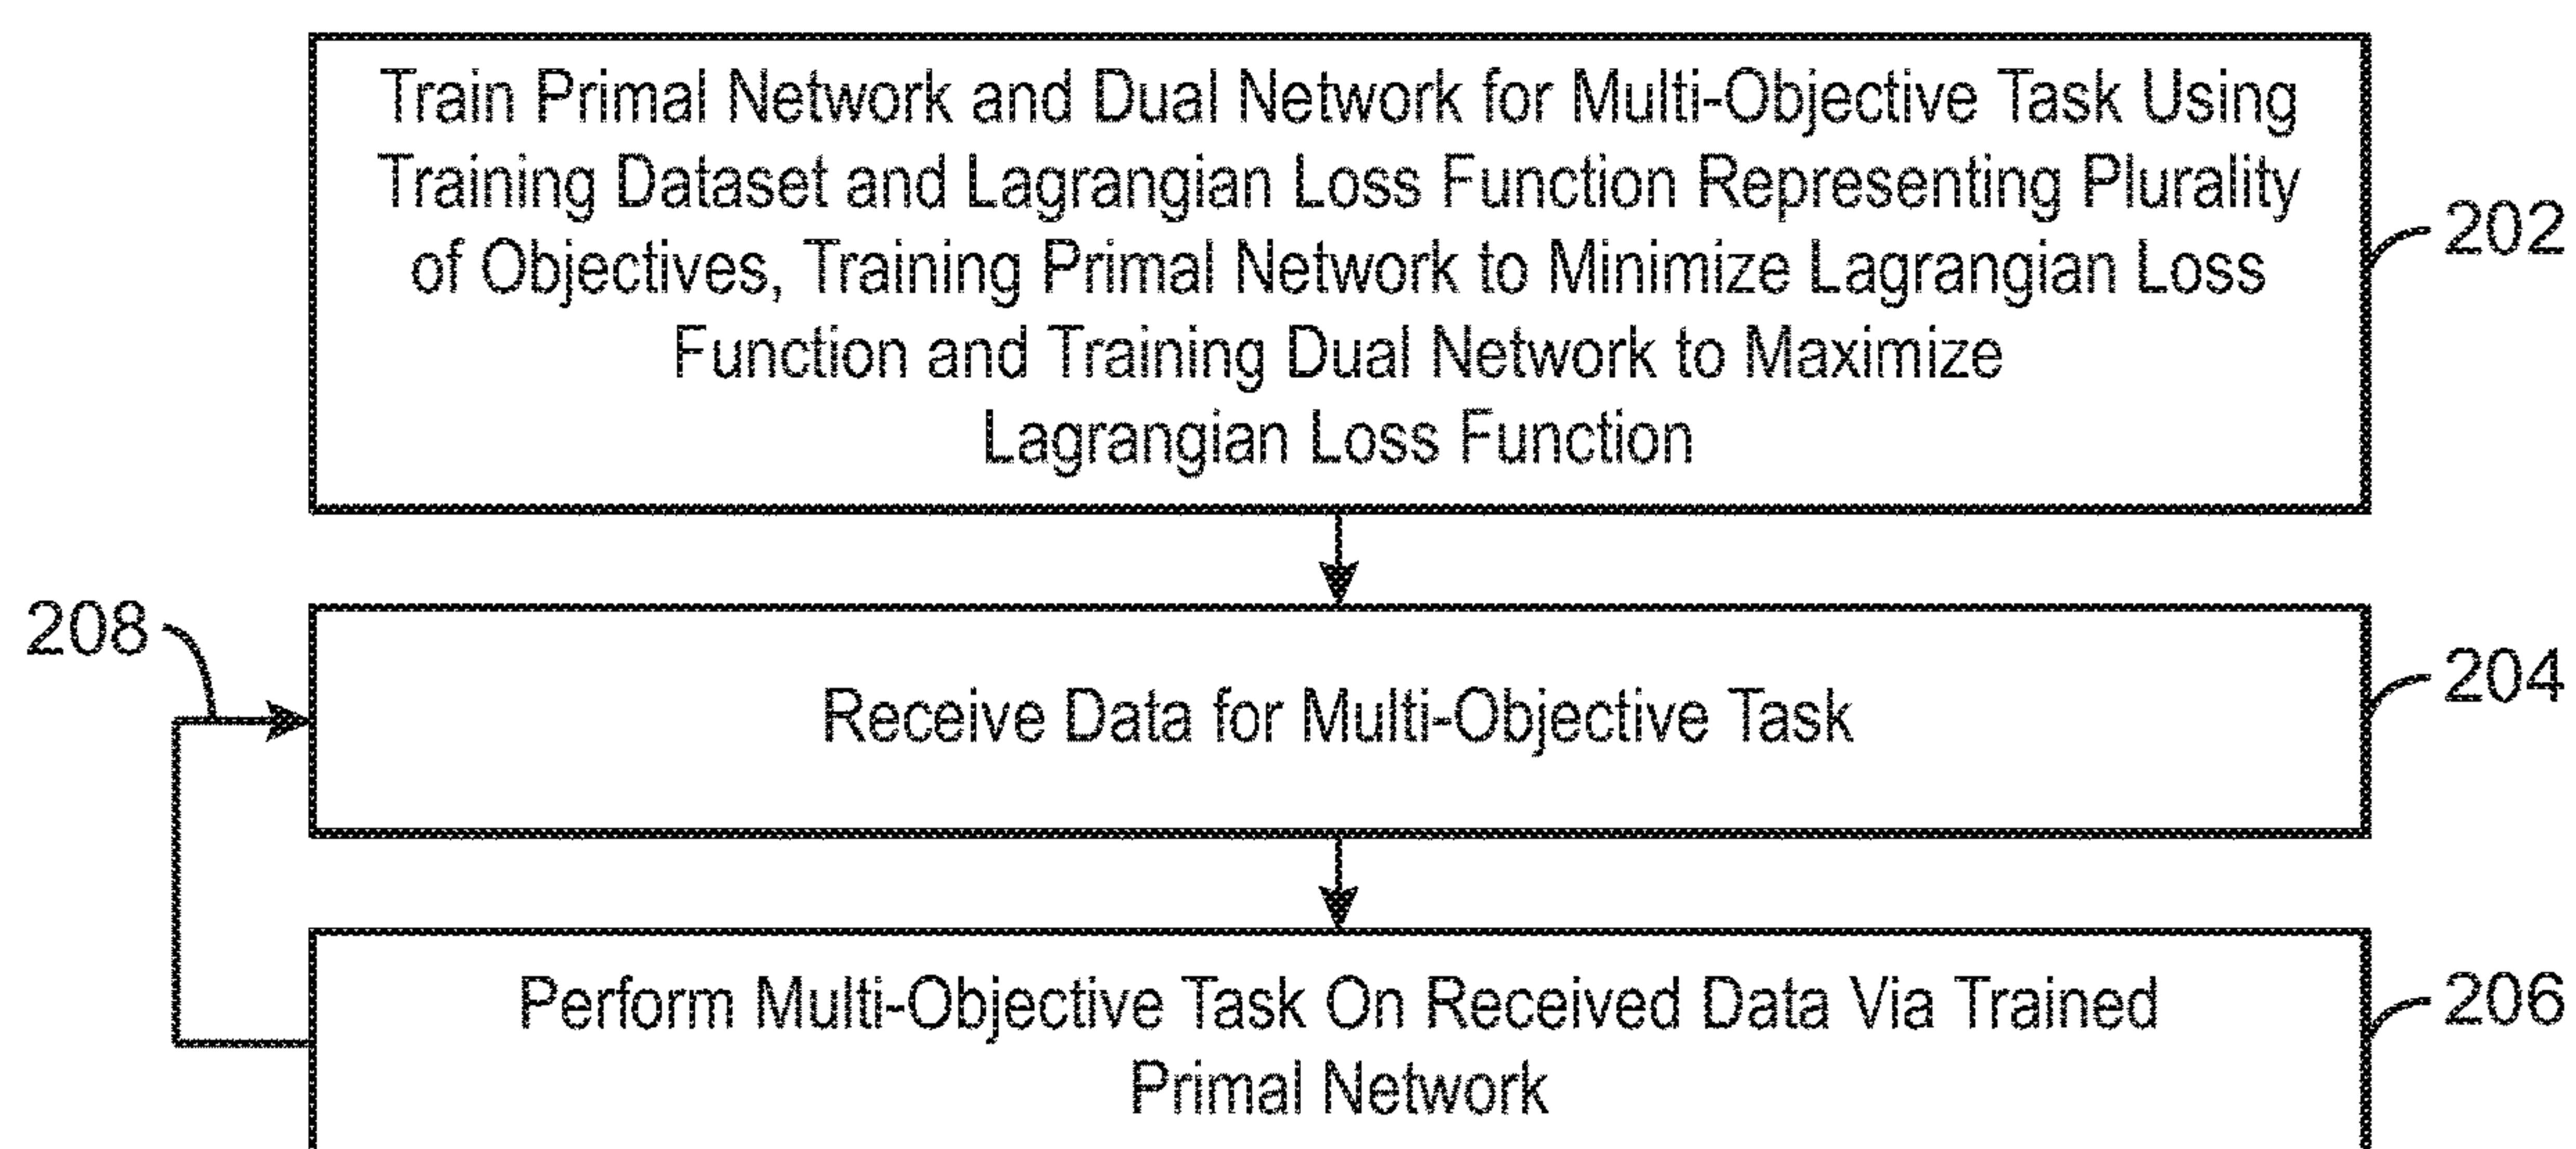 Train Primal Network and Dual Network for Multi-Objective Task Using
Training Dataset and Lagrangian Loss Function Representing Plurality
of Objectives, Training Primal Network to Minimize Lagrangian Loss
Function and Training Dual Network to Maximize
Lagrangian Loss Function
202
208
Receive Data for Multi-Objective Task
204
Perform Multi-Objective Task On Received Data Via Trained
Primal Network
206